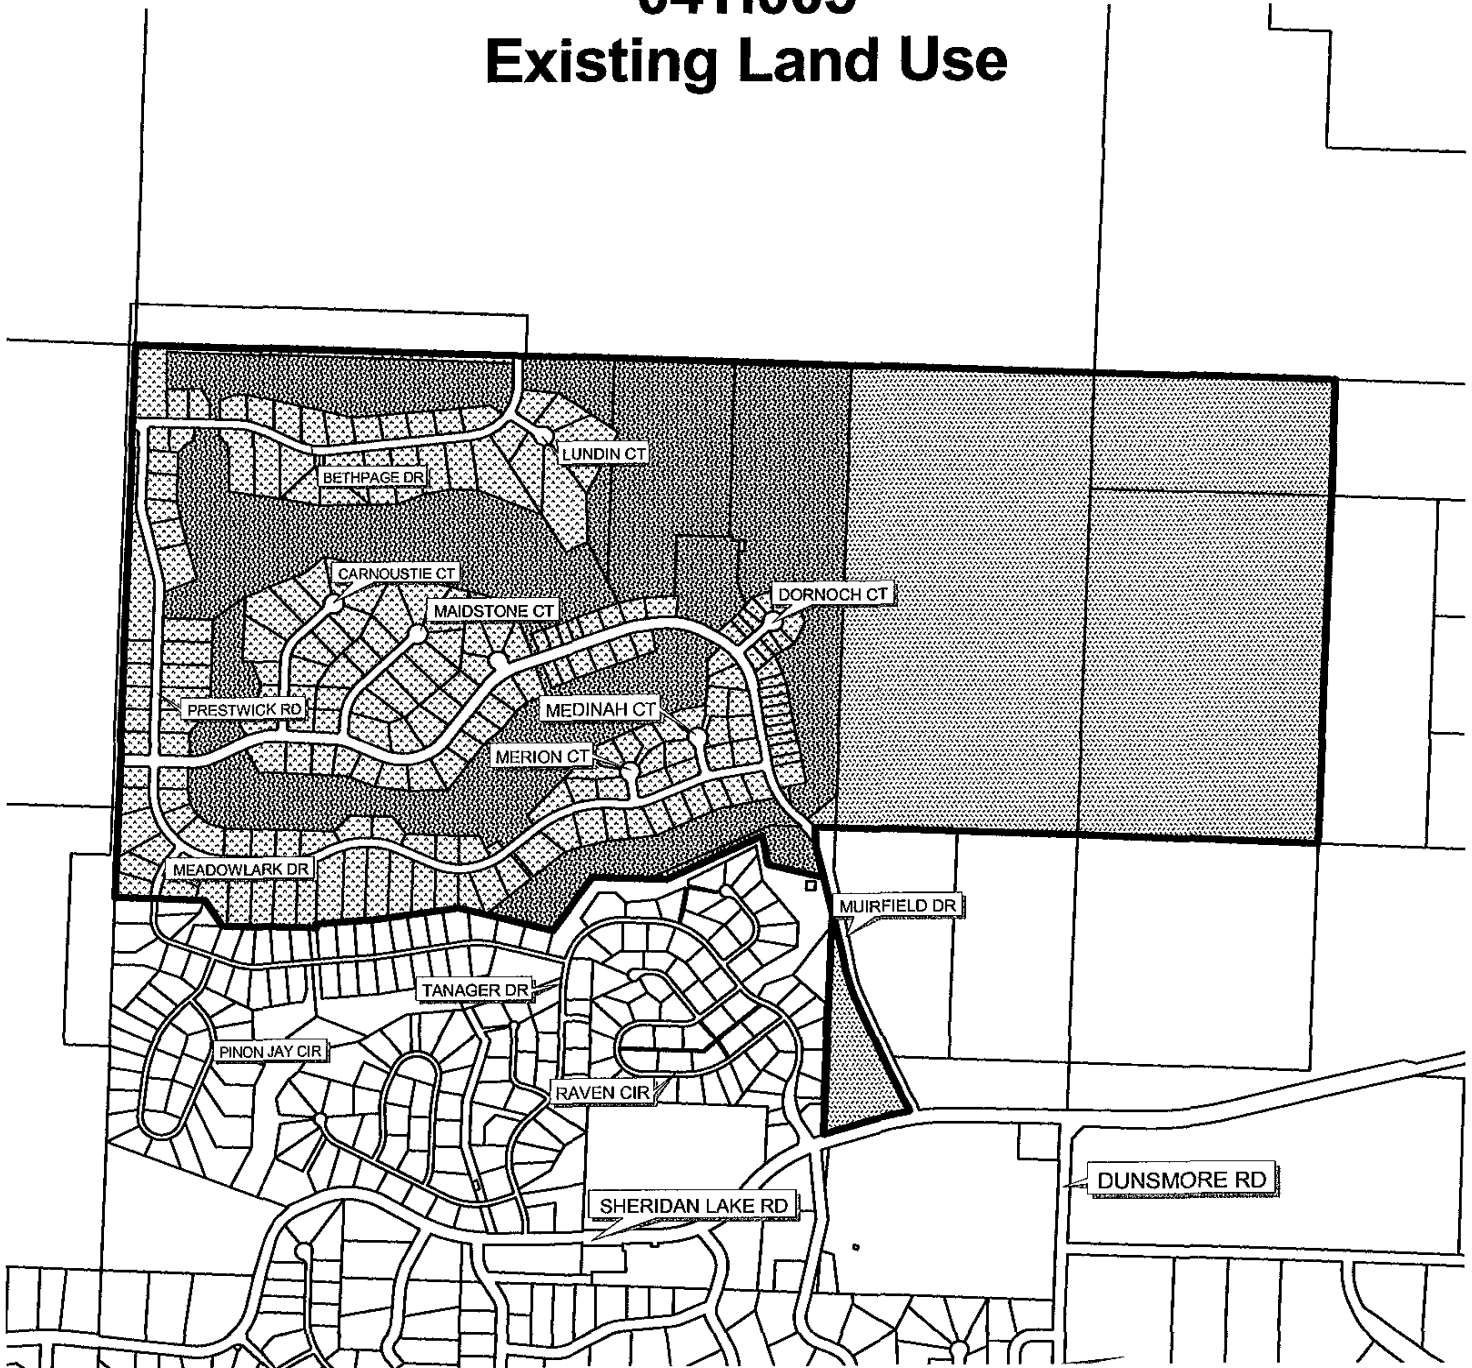 Existing Land Use
LUNDIN CT
BETHPAGE DR
CARNOUSTIE CT
DORNOCH CT
MAIDSTONE CT
PRESTWICK RD
MEDINAH CT
MERION CT
MEADOWLARK DR
MUIRFIELD DR
TANAGER DR
PINON JAY CIR
RAVEN CIR
DUNSMORE RD
SHERIDAN LAKE RD